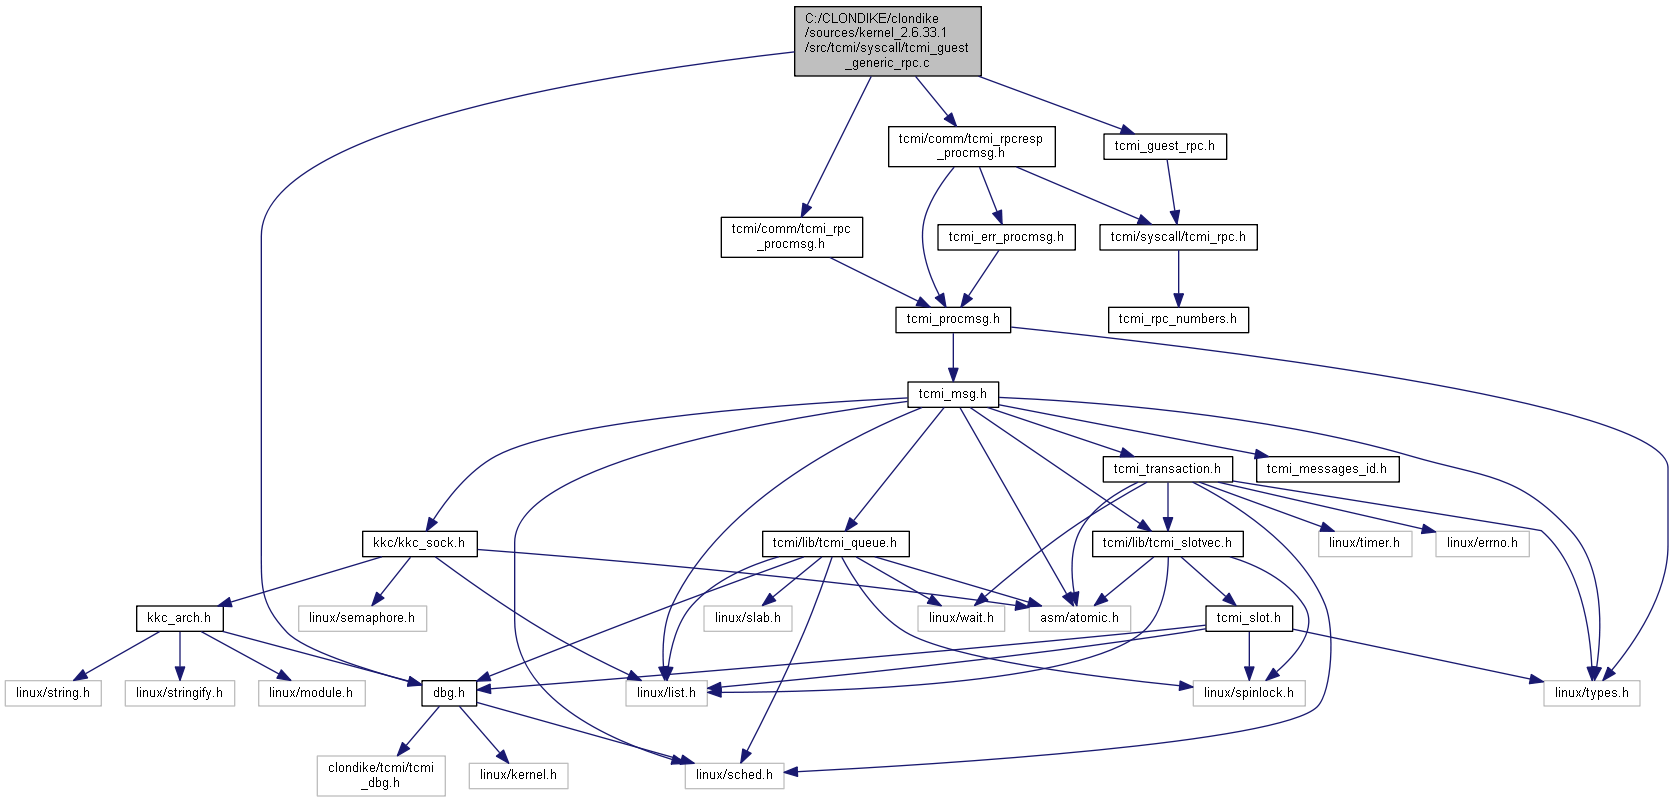 C:/CLONDIKE/clondike
/sources/kernel_2.6.33.1
/src/tcmi/syscall/tcmi_guest
_generic_rpc.c
tcmi/comm/tcmi_rpcresp
_procmsg.h
tcmi_guest_rpc.h
tcmi/comm/tcmi_rpc
_procmsg.h
tcmi_err_procmsg.h
tcmi/syscall/tcmi_rpc.h
tcmi_procmsg.h
tcmi_rpc_numbers.h
tcmi_msg.h
tcmi_transaction.h
tcmi_messages_id.h
kkc/kkc_sock.h
tcmi/lib/tcmi_queue.h
tcmi/lib/tcmi_slotvec.h
linux/timer.h
linux/errno.h
kkc_arch.h
linux/semaphore.h
linux/slab.h
linux/wait.h
asm/atomic.h
tcmi_slot.h
linux/string.h
linux/stringify.h
linux/module.h
dbg.h
linux/list.h
linux/spinlock.h
linux/types.h
clondike/tcmi/tcmi
_dbg.h
linux/kernel.h
linux/sched.h